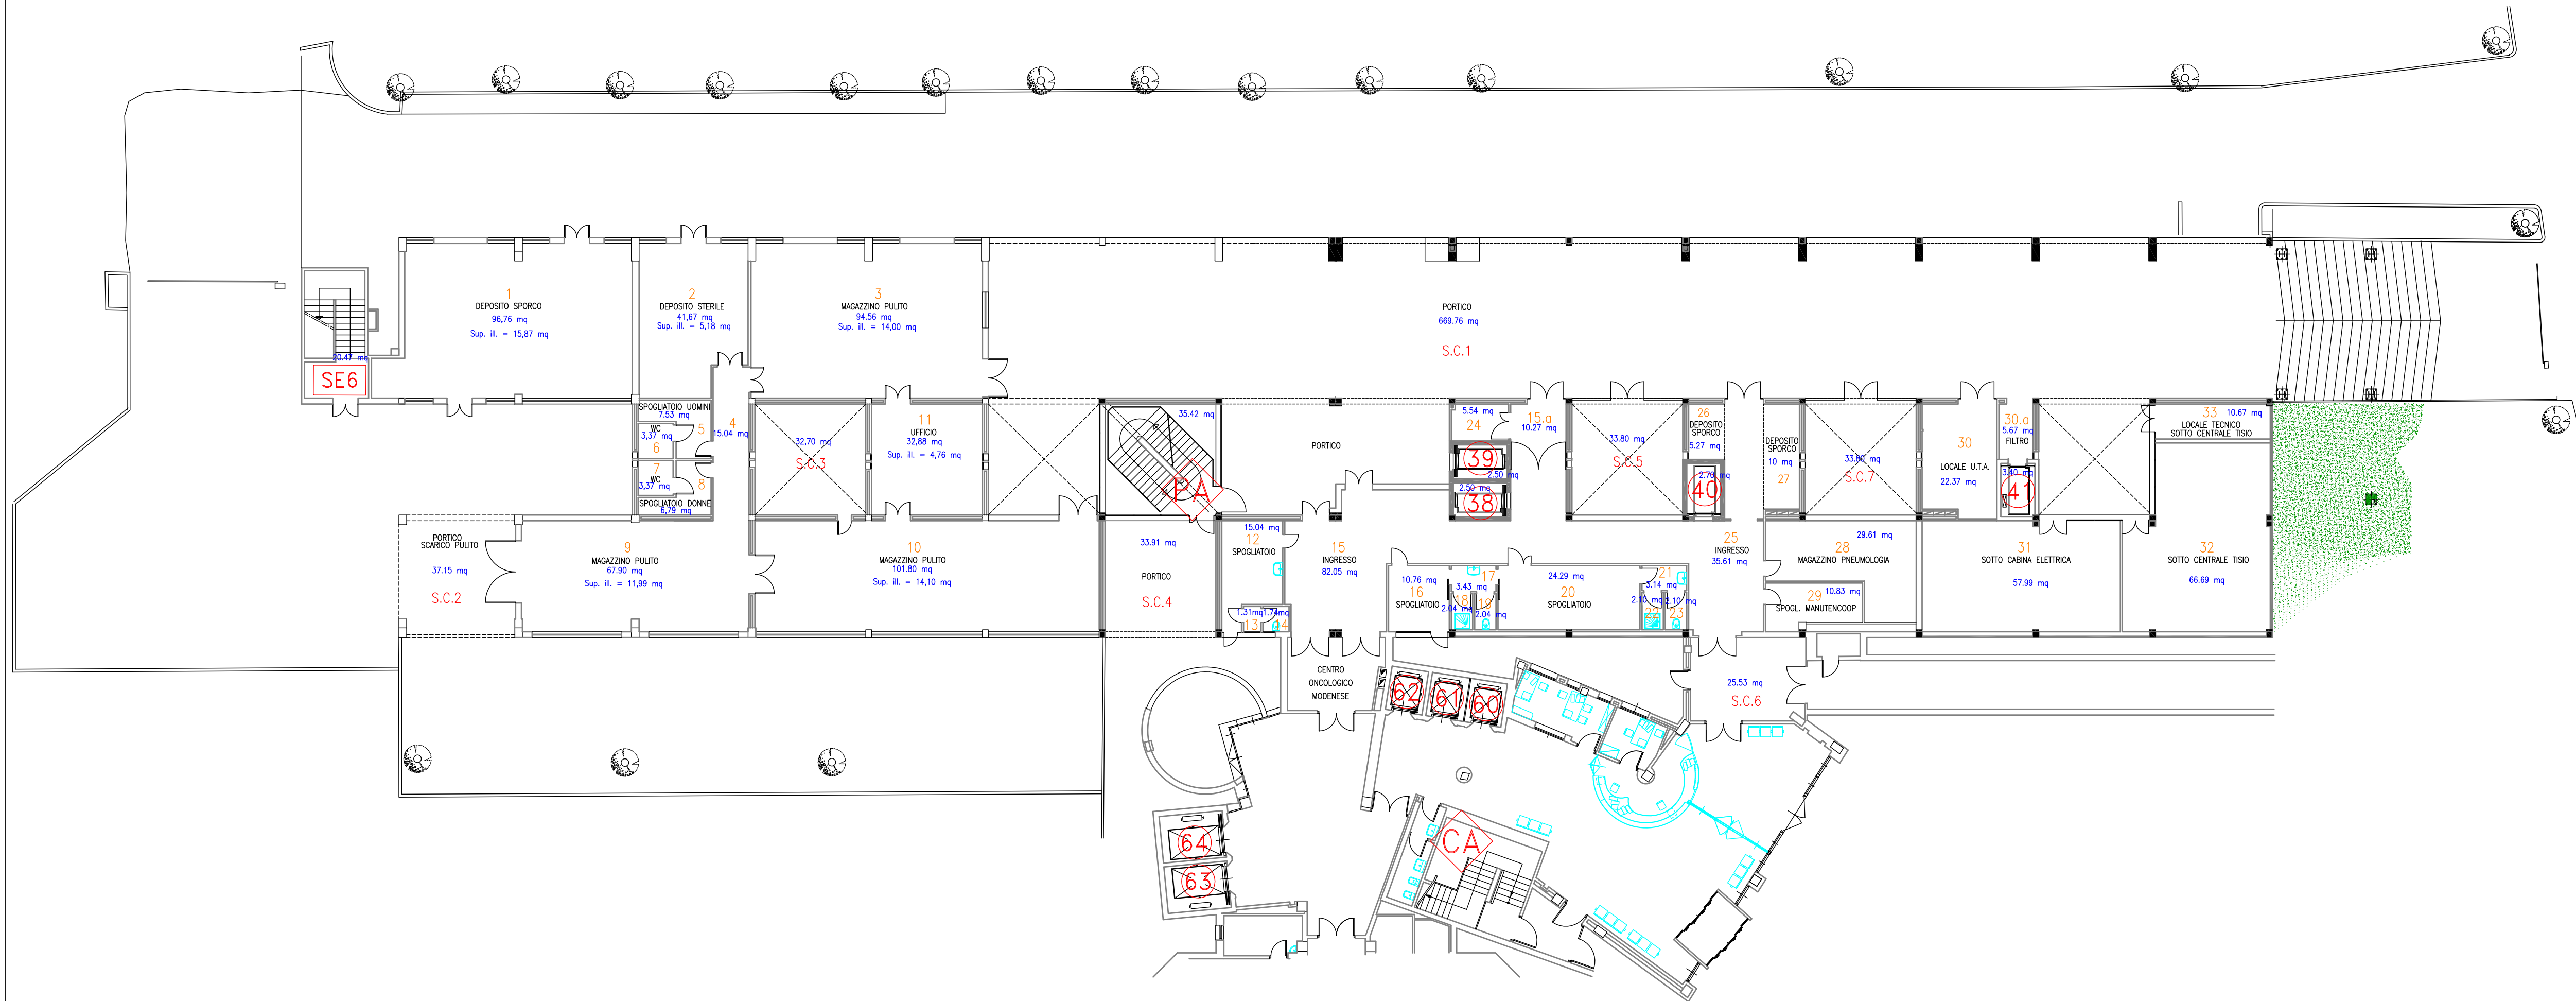 1
DEPOSITO SPORCO
96,76 mq
Sup. ill. = 15,87 mq
2
DEPOSITO STERILE
41,67 mq
Sup. ill. = 5,18 mq
3
MAGAZZINO PULITO
94.56 mq
Sup. ill. = 14,00 mq
PORTICO
669.76 mq
S.C.1
20.47 mq
SE6
SPOGLIATOIO UOMINI
7.53 mq
5
WC
3,37 mq
6
7
WC
3,37 mq
8
SPOGLIATOIO DONNE
6,79 mq
4
15.04 mq
32,70 mq
S.C.3
11
UFFICIO
32,88 mq
Sup. ill. = 4,76 mq
35.42 mq
PA
PORTICO
5.54 mq
24
15.a
10.27 mq
39
2.50 mq
2.50 mq
38
33.80 mq
S.C.5
26
DEPOSITO
SPORCO
5.27 mq
2.70 mq
40
DEPOSITO
SPORCO
10 mq
27
33.80 mq
S.C.7
30
LOCALE U.T.A.
22.37 mq
30.a
5.67 mq
FILTRO
3.40 mq
41
33
10.67 mq
LOCALE TECNICO
SOTTO CENTRALE TISIO
PORTICO
SCARICO PULITO
37.15 mq
S.C.2
9
MAGAZZINO PULITO
67.90 mq
Sup. ill. = 11,99 mq
10
MAGAZZINO PULITO
101.80 mq
Sup. ill. = 14,10 mq
33.91 mq
PORTICO
S.C.4
15.04 mq
12
SPOGLIATOIO
1.31mq
1.74mq
13
14
15
INGRESSO
82.05 mq
10.76 mq
16
SPOGLIATOIO
17
3.43 mq
18
2.04 mq
19
2.04 mq
24.29 mq
20
SPOGLIATOIO
21
3.14 mq
2.10 mq
2.10 mq
22
23
25
INGRESSO
35.61 mq
29.61 mq
28
MAGAZZINO PNEUMOLOGIA
10.83 mq
29
SPOGL. MANUTENCOOP
31
SOTTO CABINA ELETTRICA
57.99 mq
32
SOTTO CENTRALE TISIO
66.69 mq
CENTRO
ONCOLOGICO
MODENESE
62
61
60
25.53 mq
S.C.6
64
63
CA